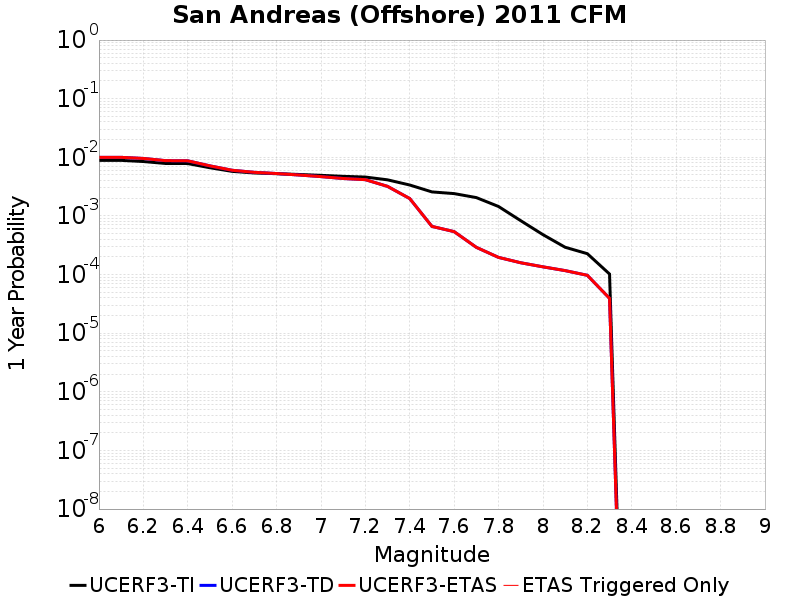 San Andreas (Offshore) 2011 CFM
1 Year Probability
10^0
10^-1
10^-2
10^-3
10^-4
10^-5
10^-6
10^-7
10^-8
6 6.2 6.4 6.6 6.8 7 7.2 7.4 7.6 7.8 8 8.2 8.4 8.6 8.8 9
Magnitude
UCERF3-TI UCERF3-TD UCERF3-ETAS ETAS Triggered Only